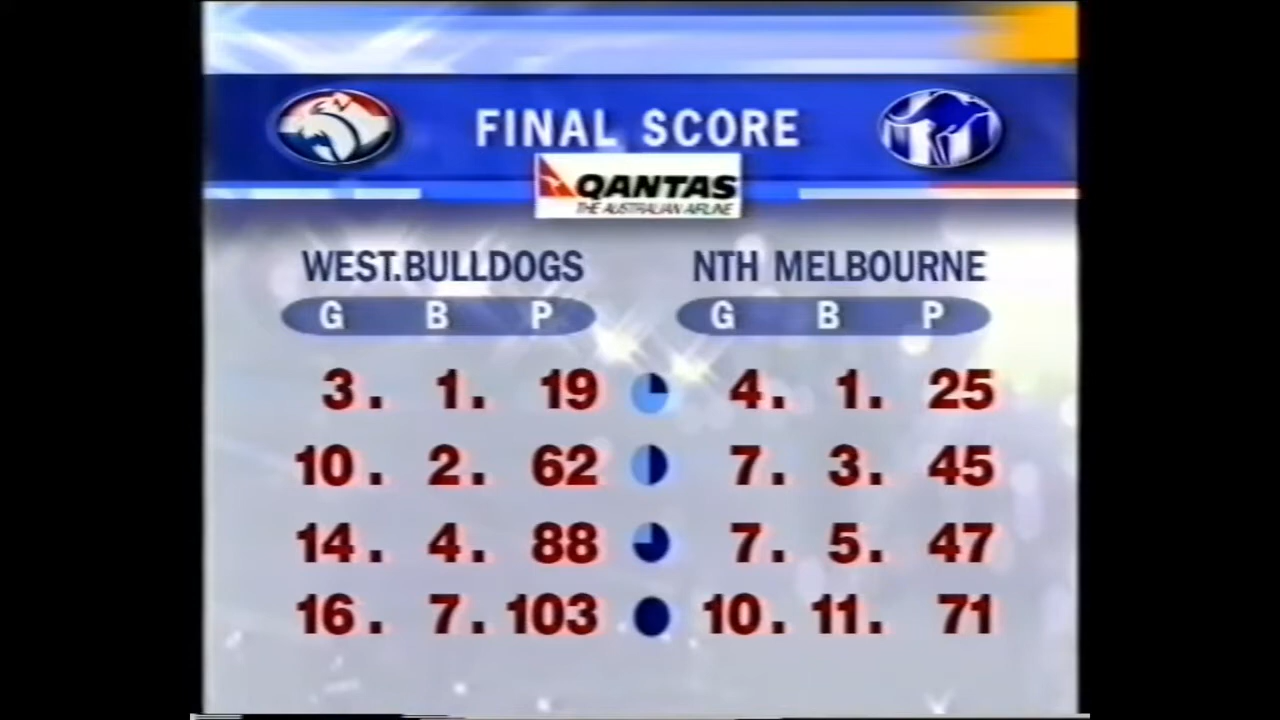 FINAL SCORE
QANTAS
THE AUSTRALIAN AIRLINE
WEST.BULLDOGS NTH MELBOURNE
G B P G B P
3. 1. 19 4. 1. 25
10. 2. 62 7. 3. 45
14. 4. 88 7. 5. 47
16. 7. 103 10. 11. 71